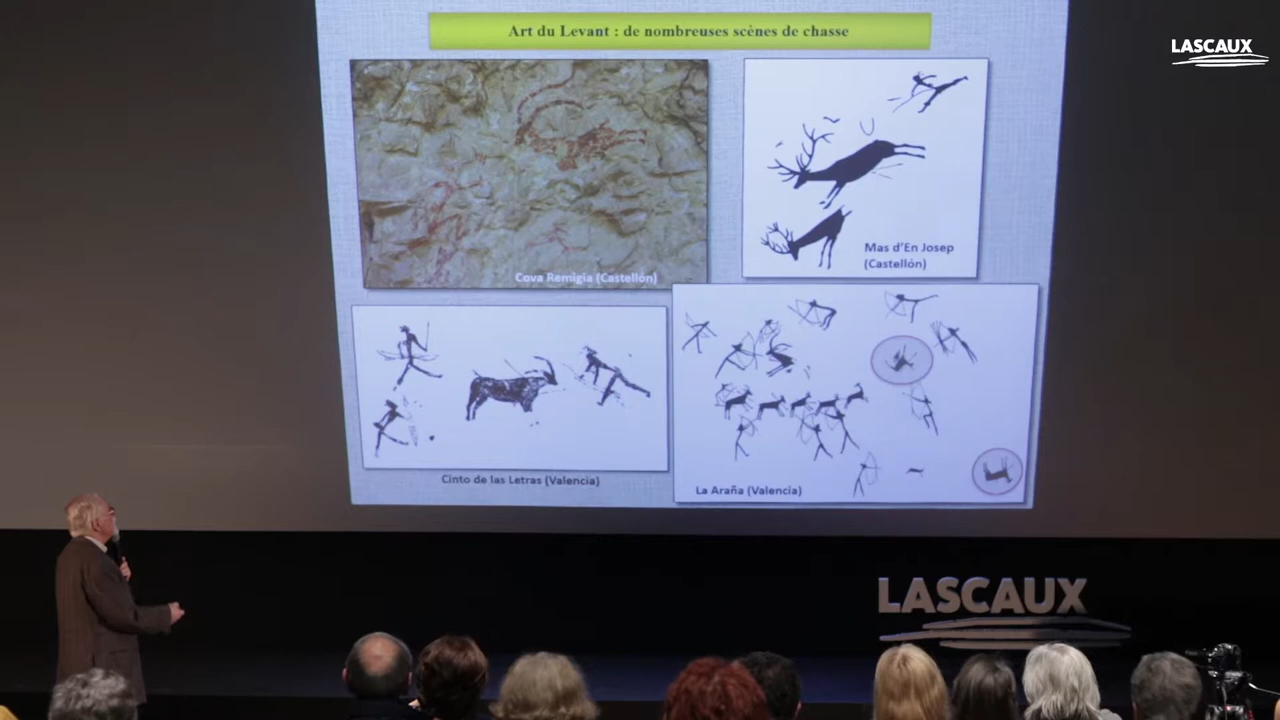 LASCAUX
Art du Levant : de nombreuses scènes de chasse
Cova Remigia (Castellón)
Mas d’En Josep
(Castellón)
Cinto de las Letras (Valencia)
La Araña (Valencia)
LASCAUX